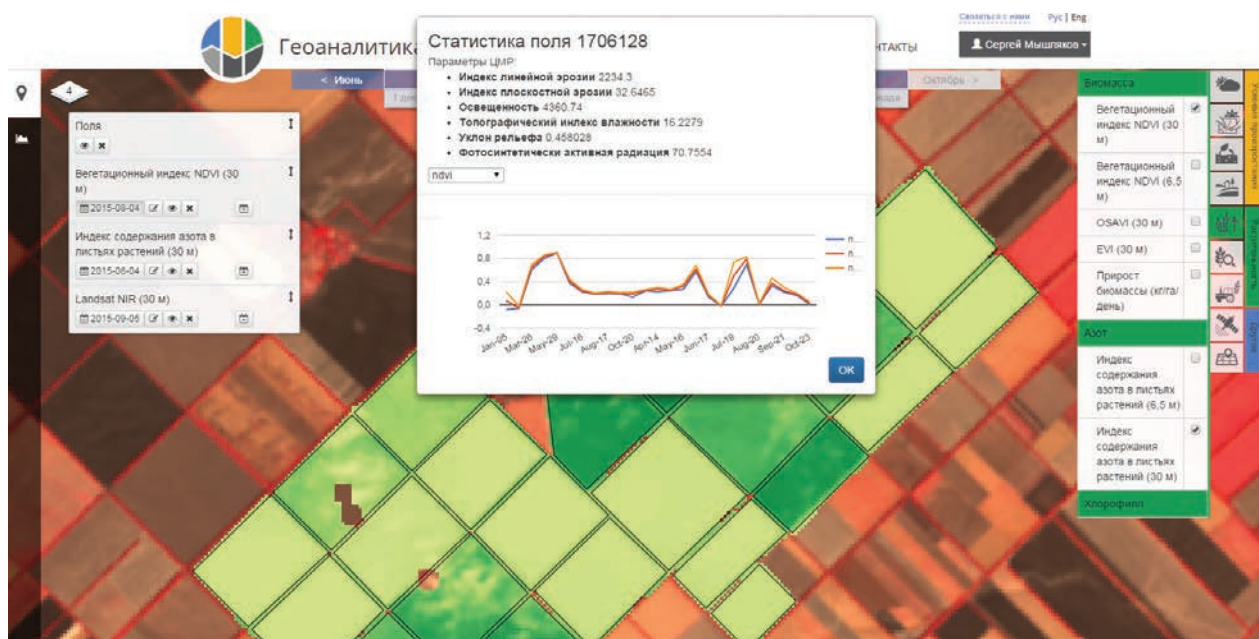 Связаться с нами Рус | Eng
Геоаналитика
НТАКТЫ
Сергей Мышляков
< Июнь
Октябрь >
4
Поля
Вегетационный индекс NDVI (30
м)
2015-08-04
Индекс содержания азота в
листьях растений (30 м)
2015-06-04
Landsat NIR (30 м)
2015-09-05
Статистика поля 1706128
Параметры ЦМР:
Индекс линейной эрозии 2234.3
Индекс плоскостной эрозии 32.6465
Освещенность 4360.74
Топографический индекс влажности 16.2279
Уклон рельефа 0.458028
Фотосинтетически активная радиация 70.7554
ndvi
1,2
0,8
0,4
0,0
-0,4
n...
n...
n...
Jan-05 Mar-26 May-29 Jul-16 Aug-17 Oct-20 Apr-14 May-16 Jun-17 Jul-19 Aug-20 Sep-21 Oct-23
OK
Биомасса
Вегетационный
индекс NDVI (30
м)
Вегетационный
индекс NDVI (6,5
м)
OSAVI (30 м)
EVI (30 м)
Прирост
биомассы (кг/га/
день)
Азот
Индекс
содержания
азота в листьях
растений (6,5 м)
Индекс
содержания
азота в листьях
растений (30 м)
Хлорофилл